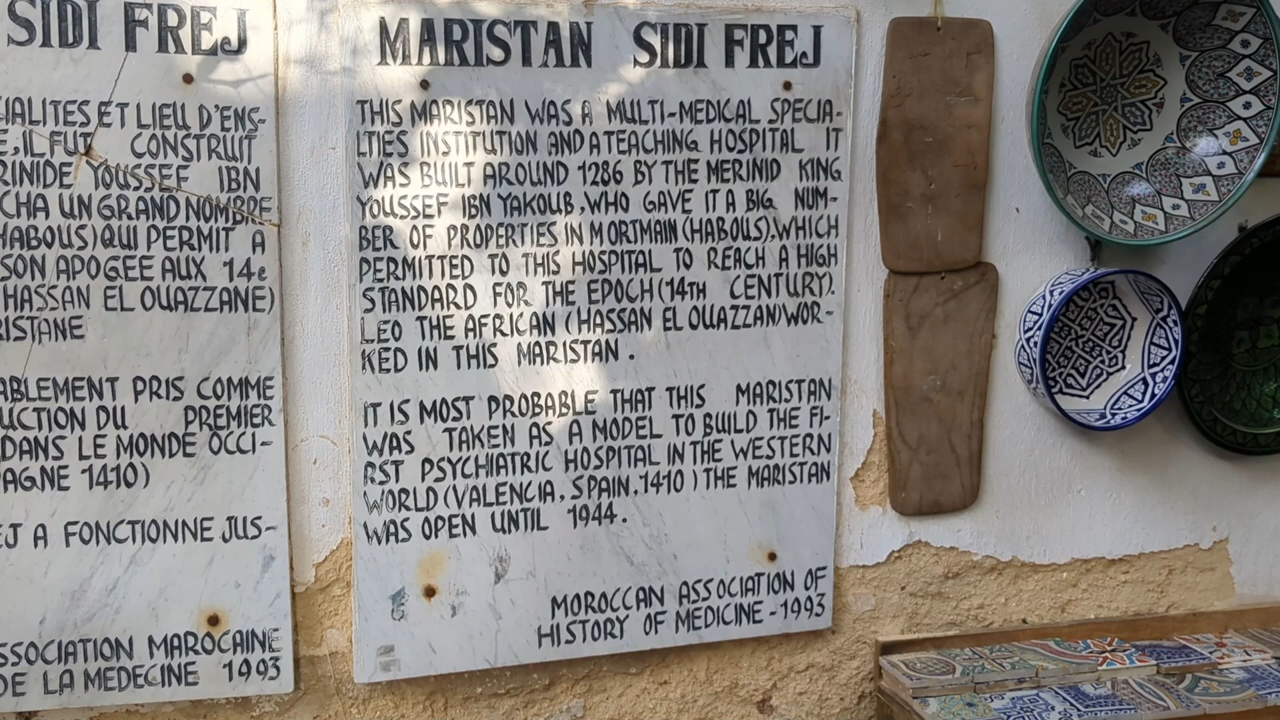 SIDI FREJ
CIALITES ET LIEU D'ENS-
E, IL FUT CONSTRUIT
RINIDE YOUSSEF IBN
CHA UN GRAND NOMBRE
HABOUS) QUI PERMIT A
SON APOGEE AUX 14e
HASSAN EL OUAZZANE)
RISTANE
ABLEMENT PRIS COMME
UCTION DU PREMIER
DANS LE MONDE OCCI-
PAGNE 1410)
EJ A FONCTIONNE JUS-
SSOCIATION MAROCAINE
DE LA MEDECINE 1993
MARISTAN SIDI FREJ
THIS MARISTAN WAS A MULTI-MEDICAL SPECIA-
LTIES INSTITUTION AND A TEACHING HOSPITAL IT
WAS BUILT AROUND 1286 BY THE MERINID KING
YOUSSEF IBN YAKOUB, WHO GAVE IT A BIG NUM-
BER OF PROPERTIES IN MORTMAIN (HABOUS). WHICH
PERMITTED TO THIS HOSPITAL TO REACH A HIGH
STANDARD FOR THE EPOCH (14TH CENTURY).
LEO THE AFRICAN (HASSAN EL OUAZZAN) WOR-
KED IN THIS MARISTAN.
IT IS MOST PROBABLE THAT THIS MARISTAN
WAS TAKEN AS A MODEL TO BUILD THE FI-
RST PSYCHIATRIC HOSPITAL IN THE WESTERN
WORLD (VALENCIA, SPAIN, 1410) THE MARISTAN
WAS OPEN UNTIL 1944.
MOROCCAN ASSOCIATION OF
HISTORY OF MEDICINE - 1993